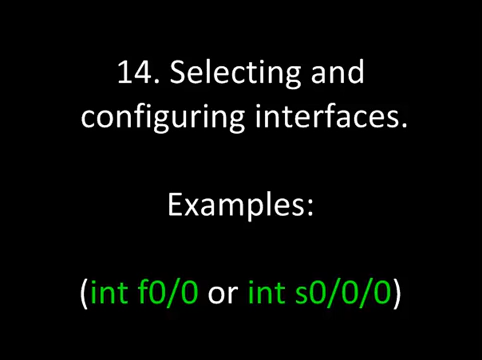 14. Selecting and
configuring interfaces.
Examples:
(int f0/0 or int s0/0/0)